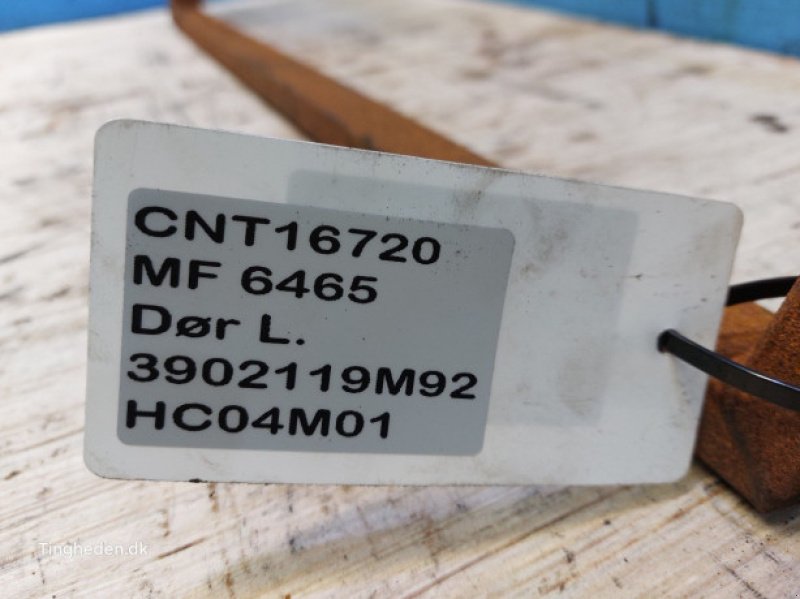 CNT16720
MF 6465
Dør L.
3902119M92
HC04M01
Tingheden.dk